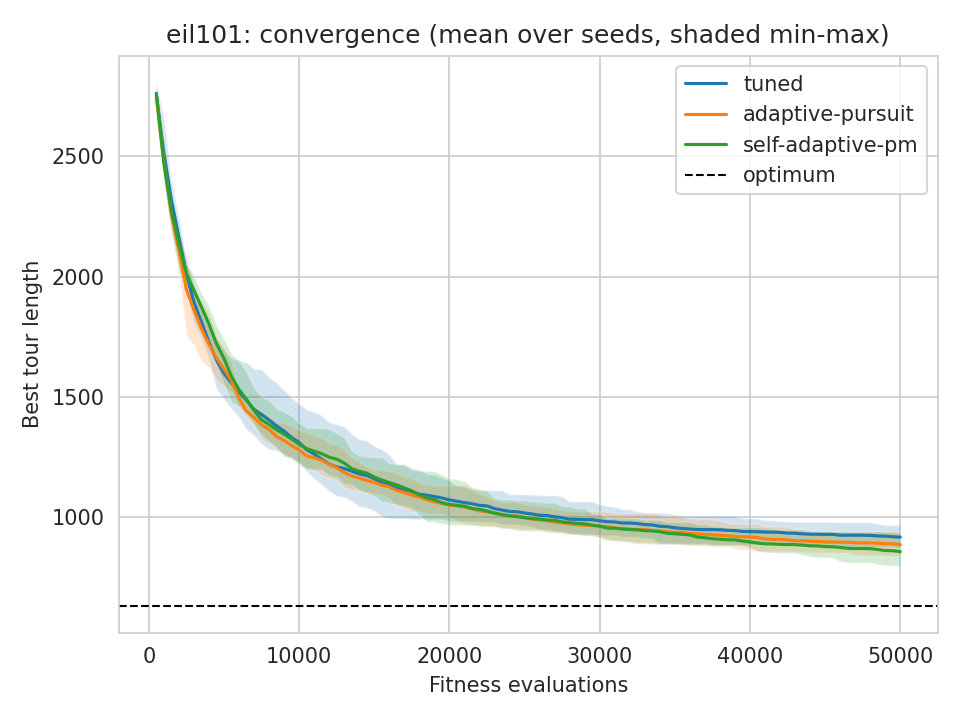 eil101: convergence (mean over seeds, shaded min-max)
tuned
adaptive-pursuit
self-adaptive-pm
optimum
Best tour length
2500
2000
1500
1000
0
10000
20000
30000
40000
50000
Fitness evaluations